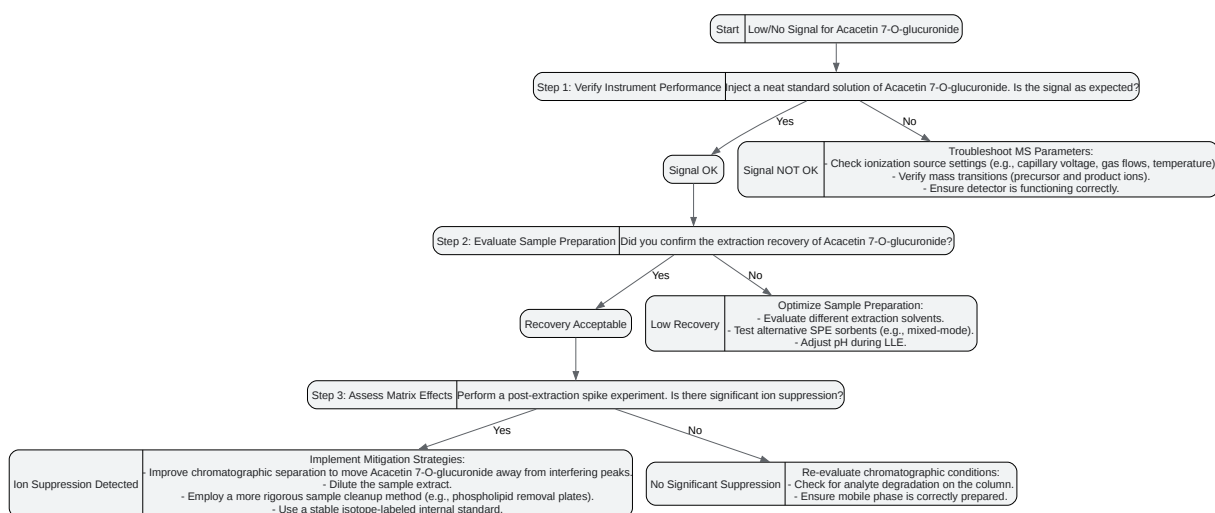 Start
Low/No Signal for Acacetin 7-O-glucuronide
Step 1: Verify Instrument Performance
Inject a neat standard solution of Acacetin 7-O-glucuronide. Is the signal as expected?
Yes
No
Signal OK
Signal NOT OK
Troubleshoot MS Parameters:
- Check ionization source settings (e.g., capillary voltage, gas flows, temperature)
- Verify mass transitions (precursor and product ions).
- Ensure detector is functioning correctly.
Step 2: Evaluate Sample Preparation
Did you confirm the extraction recovery of Acacetin 7-O-glucuronide?
Yes
No
Recovery Acceptable
Low Recovery
Optimize Sample Preparation:
- Evaluate different extraction solvents.
- Test alternative SPE sorbents (e.g., mixed-mode).
- Adjust pH during LLE.
Step 3: Assess Matrix Effects
Perform a post-extraction spike experiment. Is there significant ion suppression?
Yes
No
Ion Suppression Detected
Implement Mitigation Strategies:
- Improve chromatographic separation to move Acacetin 7-O-glucuronide away from interfering peaks.
- Dilute the sample extract.
- Employ a more rigorous sample cleanup method (e.g., phospholipid removal plates).
- Use a stable isotope-labeled internal standard.
No Significant Suppression
Re-evaluate chromatographic conditions:
- Check for analyte degradation on the column.
- Ensure mobile phase is correctly prepared.